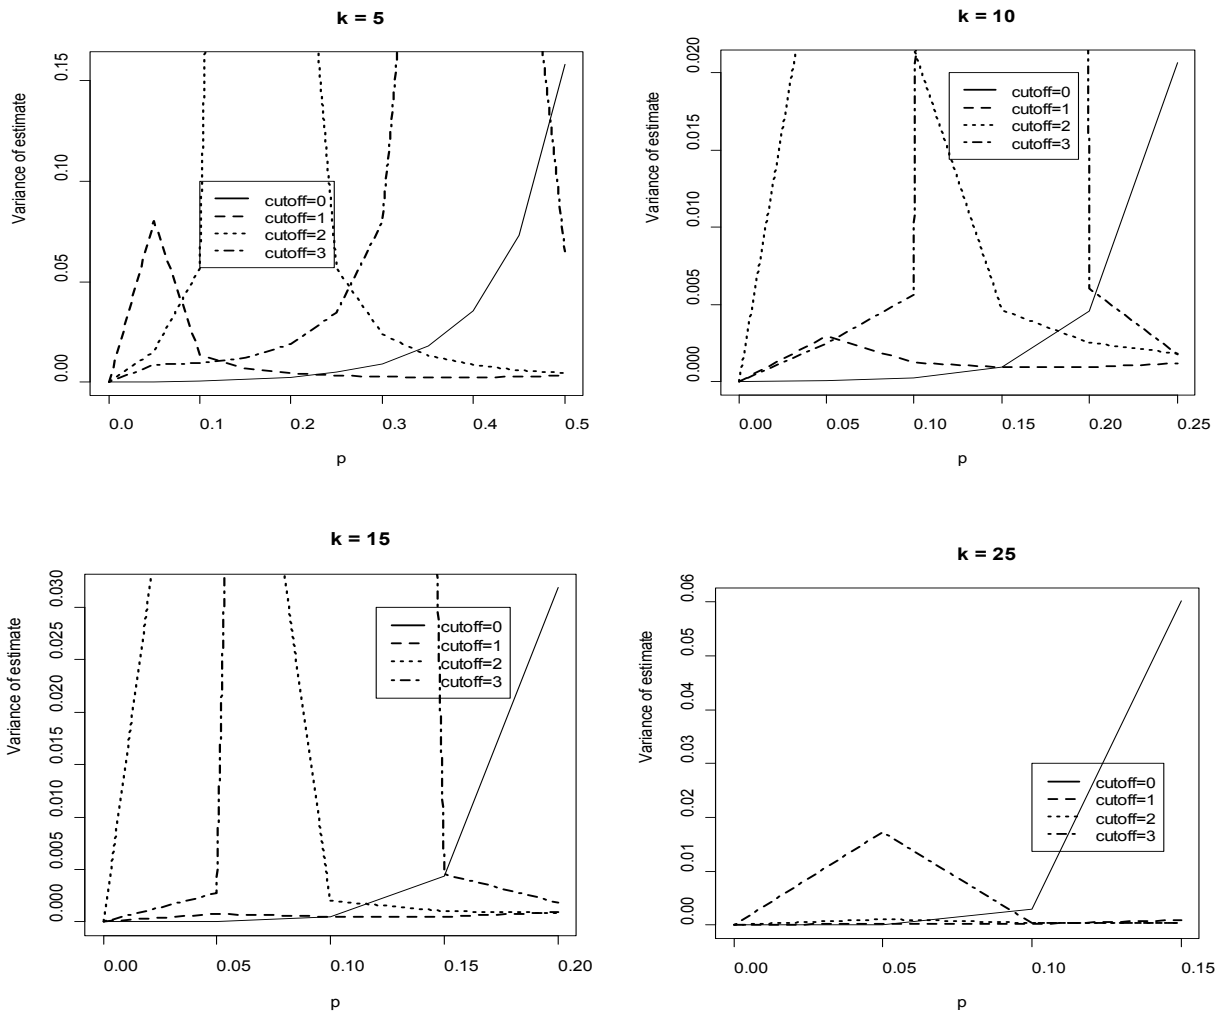 k = 5
Variance of estimate
0.00
0.05
0.10
0.15
cutoff=0
cutoff=1
cutoff=2
cutoff=3
0.0 0.1 0.2 0.3 0.4 0.5
p
k = 10
Variance of estimate
0.000
0.005
0.010
0.015
0.020
cutoff=0
cutoff=1
cutoff=2
cutoff=3
0.00 0.05 0.10 0.15 0.20 0.25
p
k = 15
Variance of estimate
0.000
0.005
0.010
0.015
0.020
0.025
0.030
cutoff=0
cutoff=1
cutoff=2
cutoff=3
0.00 0.05 0.10 0.15 0.20
p
k = 25
Variance of estimate
0.00
0.01
0.02
0.03
0.04
0.05
0.06
cutoff=0
cutoff=1
cutoff=2
cutoff=3
0.00 0.05 0.10 0.15
p